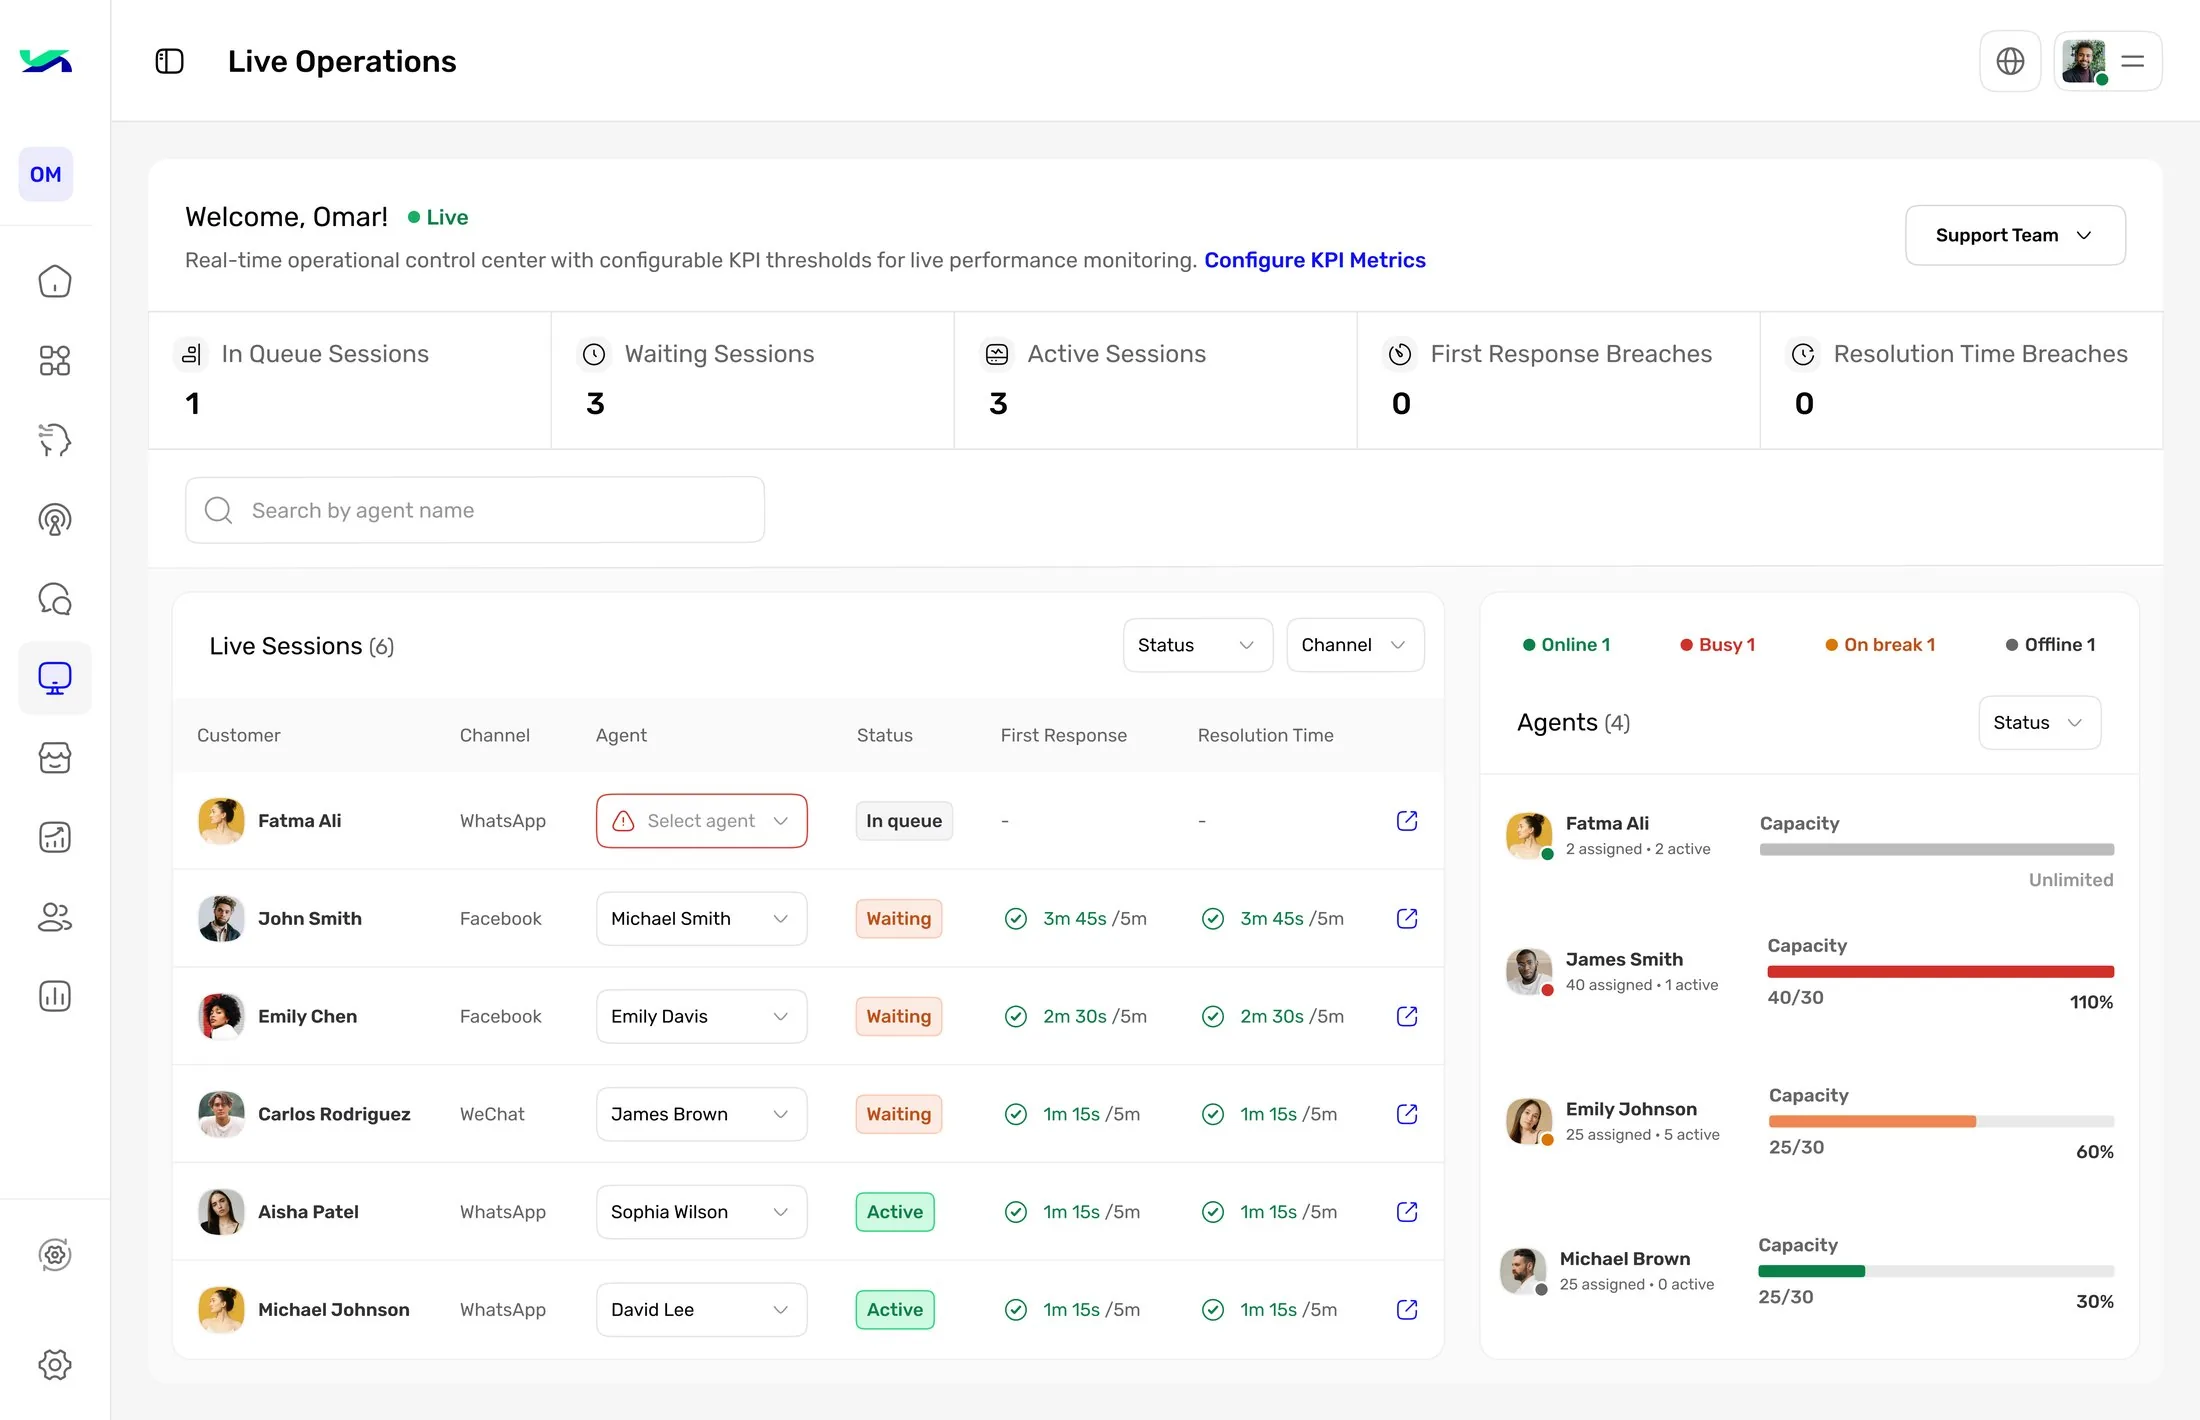 Live Operations
OM
Welcome, Omar! Live
Real-time operational control center with configurable KPI thresholds for live performance monitoring. Configure KPI Metrics
Support Team
In Queue Sessions
1
Waiting Sessions
3
Active Sessions
3
First Response Breaches
0
Resolution Time Breaches
0
Search by agent name
Live Sessions (6)
Status
Channel
Customer Channel Agent Status First Response Resolution Time
Fatma Ali WhatsApp Select agent In queue - -
John Smith Facebook Michael Smith Waiting 3m 45s /5m 3m 45s /5m
Emily Chen Facebook Emily Davis Waiting 2m 30s /5m 2m 30s /5m
Carlos Rodriguez WeChat James Brown Waiting 1m 15s /5m 1m 15s /5m
Aisha Patel WhatsApp Sophia Wilson Active 1m 15s /5m 1m 15s /5m
Michael Johnson WhatsApp David Lee Active 1m 15s /5m 1m 15s /5m
Online 1 Busy 1 On break 1 Offline 1
Agents (4)
Status
Fatma Ali
2 assigned • 2 active
Capacity
Unlimited
James Smith
40 assigned • 1 active
Capacity
40/30
110%
Emily Johnson
25 assigned • 5 active
Capacity
25/30
60%
Michael Brown
25 assigned • 0 active
Capacity
25/30
30%